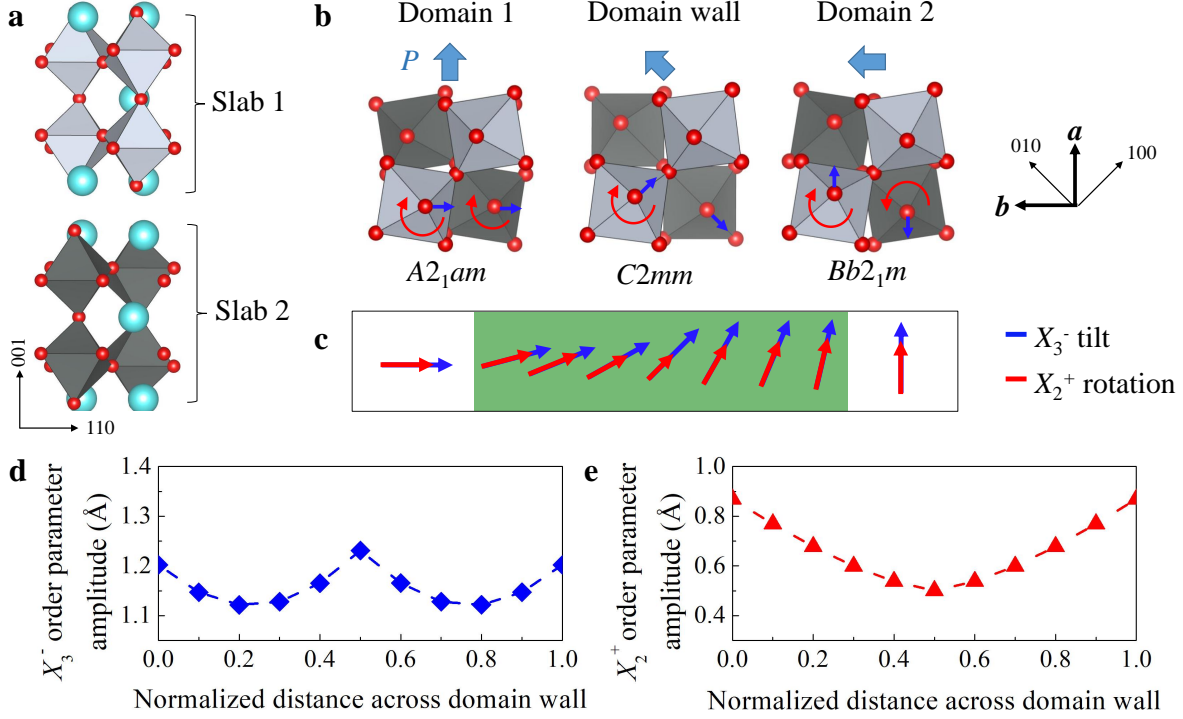 a
Slab 1
Slab 2
001
110
b
Domain 1
Domain wall
Domain 2
P
A2₁am
C2mm
Bb2₁m
a
010
100
b
c
X₃⁻ tilt
X₂⁺ rotation
d
X₃⁻ order parameter
amplitude (Å)
1.4
1.3
1.2
1.1
0.0 0.2 0.4 0.6 0.8 1.0
Normalized distance across domain wall
e
X₂⁺ order parameter
amplitude (Å)
1.0
0.8
0.6
0.4
0.0 0.2 0.4 0.6 0.8 1.0
Normalized distance across domain wall